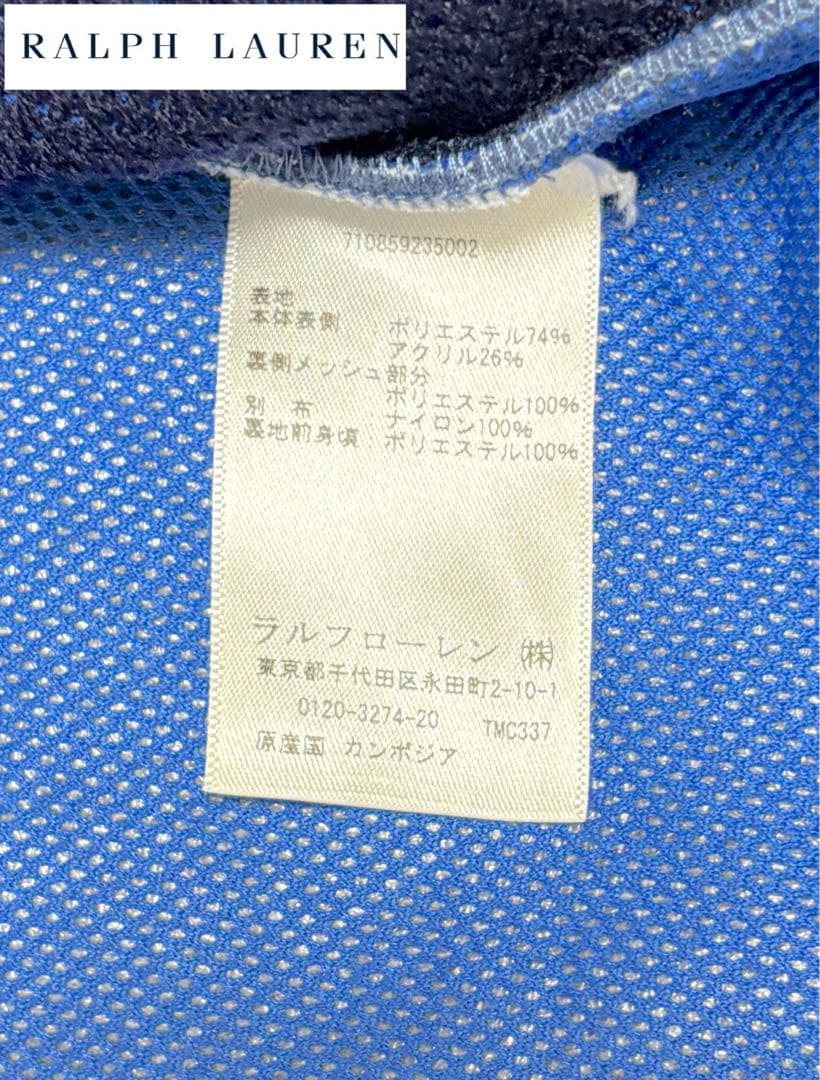 RALPH LAUREN
710859235002
表地
本体表側 ポリエステル74%
アクリル26%
裏側メッシュ部分
ポリエステル100%
別 布 ナイロン100%
裏地前身頃 ポリエステル100%
ラルフローレン ㈱
東京都千代田区永田町2-10-1
0120-3274-20 TMC337
原産国 カンボジア